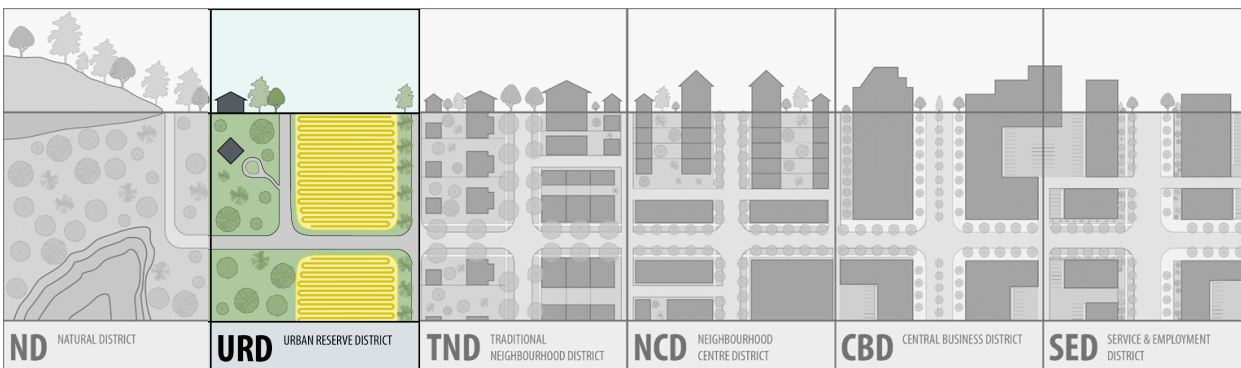 ND NATURAL DISTRICT
URD URBAN RESERVE DISTRICT
TND TRADITIONAL
NEIGHBOURHOOD DISTRICT
NCD NEIGHBOURHOOD
CENTRE DISTRICT
CBD CENTRAL BUSINESS DISTRICT
SED SERVICE & EMPLOYMENT
DISTRICT